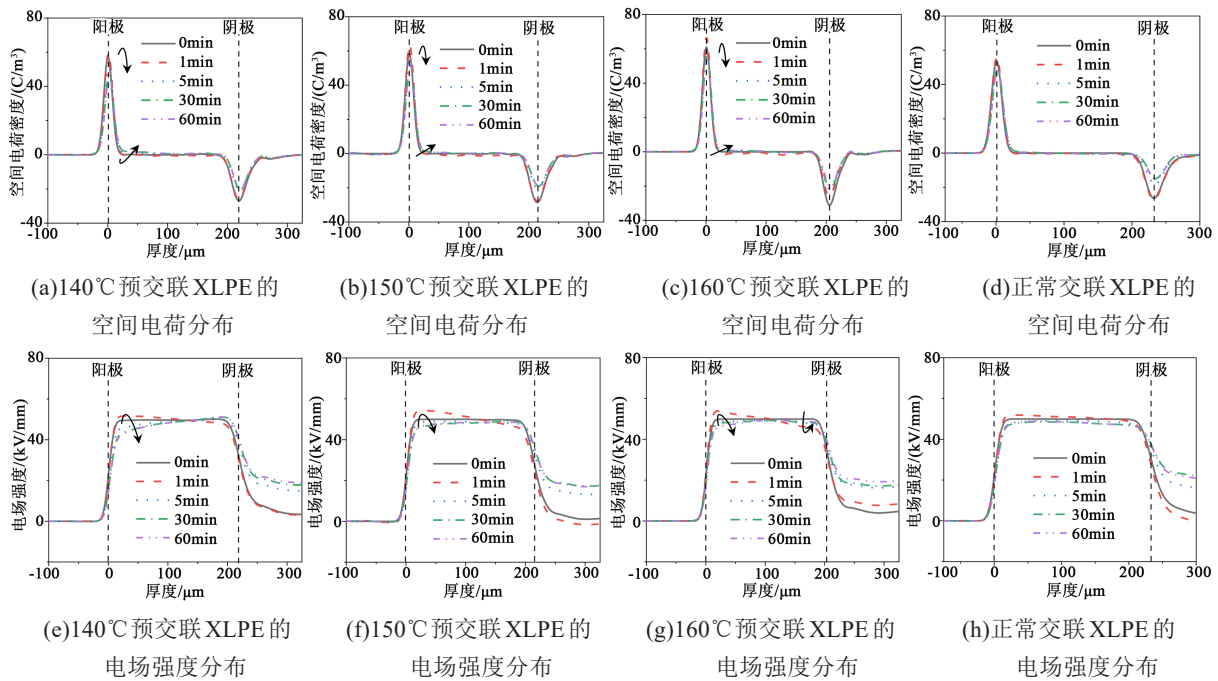 80
阳极
阴极
0min
1min
5min
30min
60min
40
0
-40
-100
0
100
200
300
空间电荷密度/(C/m³)
厚度/μm
(a)140℃预交联XLPE的
空间电荷分布
80
阳极
阴极
0min
1min
5min
30min
60min
40
0
-40
-100
0
100
200
300
空间电荷密度/(C/m³)
厚度/μm
(b)150℃预交联XLPE的
空间电荷分布
80
阳极
阴极
0min
1min
5min
30min
60min
40
0
-40
-100
0
100
200
300
空间电荷密度/(C/m³)
厚度/μm
(c)160℃预交联XLPE的
空间电荷分布
80
阳极
阴极
0min
1min
5min
30min
60min
40
0
-40
-100
0
100
200
300
空间电荷密度/(C/m³)
厚度/μm
(d)正常交联XLPE的
空间电荷分布
80
阳极
阴极
40
0min
1min
5min
30min
60min
0
-100
0
100
200
300
电场强度/(kV/mm)
厚度/μm
(e)140℃预交联XLPE的
电场强度分布
80
阳极
阴极
40
0min
1min
5min
30min
60min
0
-100
0
100
200
300
电场强度/(kV/mm)
厚度/μm
(f)150℃预交联XLPE的
电场强度分布
80
阳极
阴极
40
0min
1min
5min
30min
60min
0
-100
0
100
200
300
电场强度/(kV/mm)
厚度/μm
(g)160℃预交联XLPE的
电场强度分布
80
阳极
阴极
40
0min
1min
5min
30min
60min
0
-100
0
100
200
300
电场强度/(kV/mm)
厚度/μm
(h)正常交联XLPE的
电场强度分布